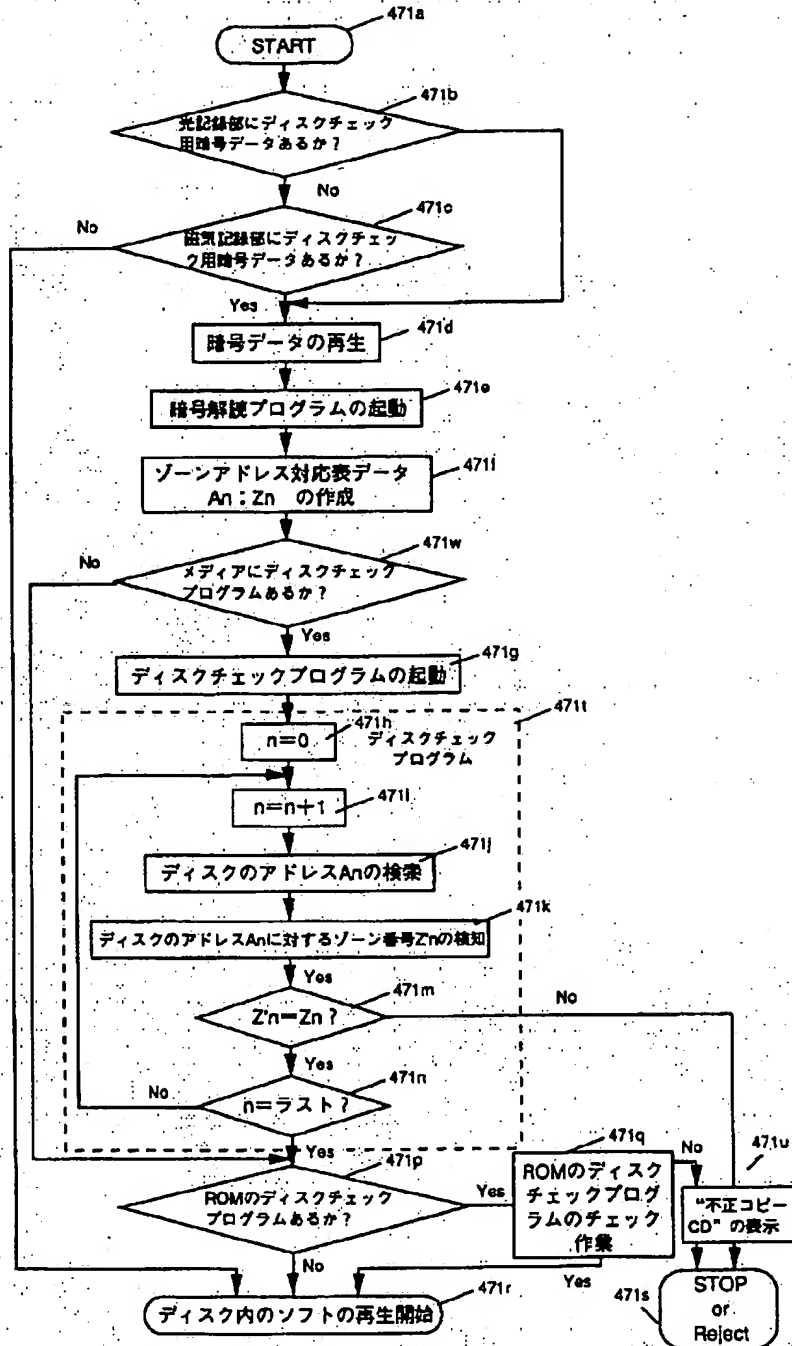 471a
START
471b
光記録部にディスクチェック
用暗号データあるか？
No
471c
No
磁気記録部にディスクチェッ
ク用暗号データあるか？
Yes
471d
暗号データの再生
471e
暗号解読プログラムの起動
471f
ゾーンアドレス対応表データ
An：Zn の作成
471w
No
メディアにディスクチェック
プログラムあるか？
Yes
471g
ディスクチェックプログラムの起動
471t
471h
n=0
ディスクチェック
プログラム
471i
n=n+1
471j
ディスクのアドレスAnの検索
471k
ディスクのアドレスAnに対するゾーン番号Z'nの検知
Yes
471m
No
Z'n=Zn？
Yes
471n
No
n=ラスト？
Yes
471p
ROMのディスクチェック
プログラムあるか？
Yes
471q
ROMのディスク
チェックプログ
ラムのチェック
作業
No
471u
“不正コピー
CD”の表示
No
Yes
471r
ディスク内のソフトの再生開始
471s
STOP
or
Reject